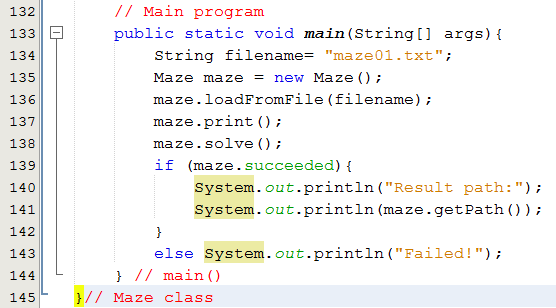 132 // Main program
133 public static void main(String[] args){
134 String filename= "maze01.txt";
135 Maze maze = new Maze();
136 maze.loadFromFile(filename);
137 maze.print();
138 maze.solve();
139 if (maze.succeeded){
140 System.out.println("Result path:");
141 System.out.println(maze.getPath());
142 }
143 else System.out.println("Failed!");
144 } // main()
145 }// Maze class